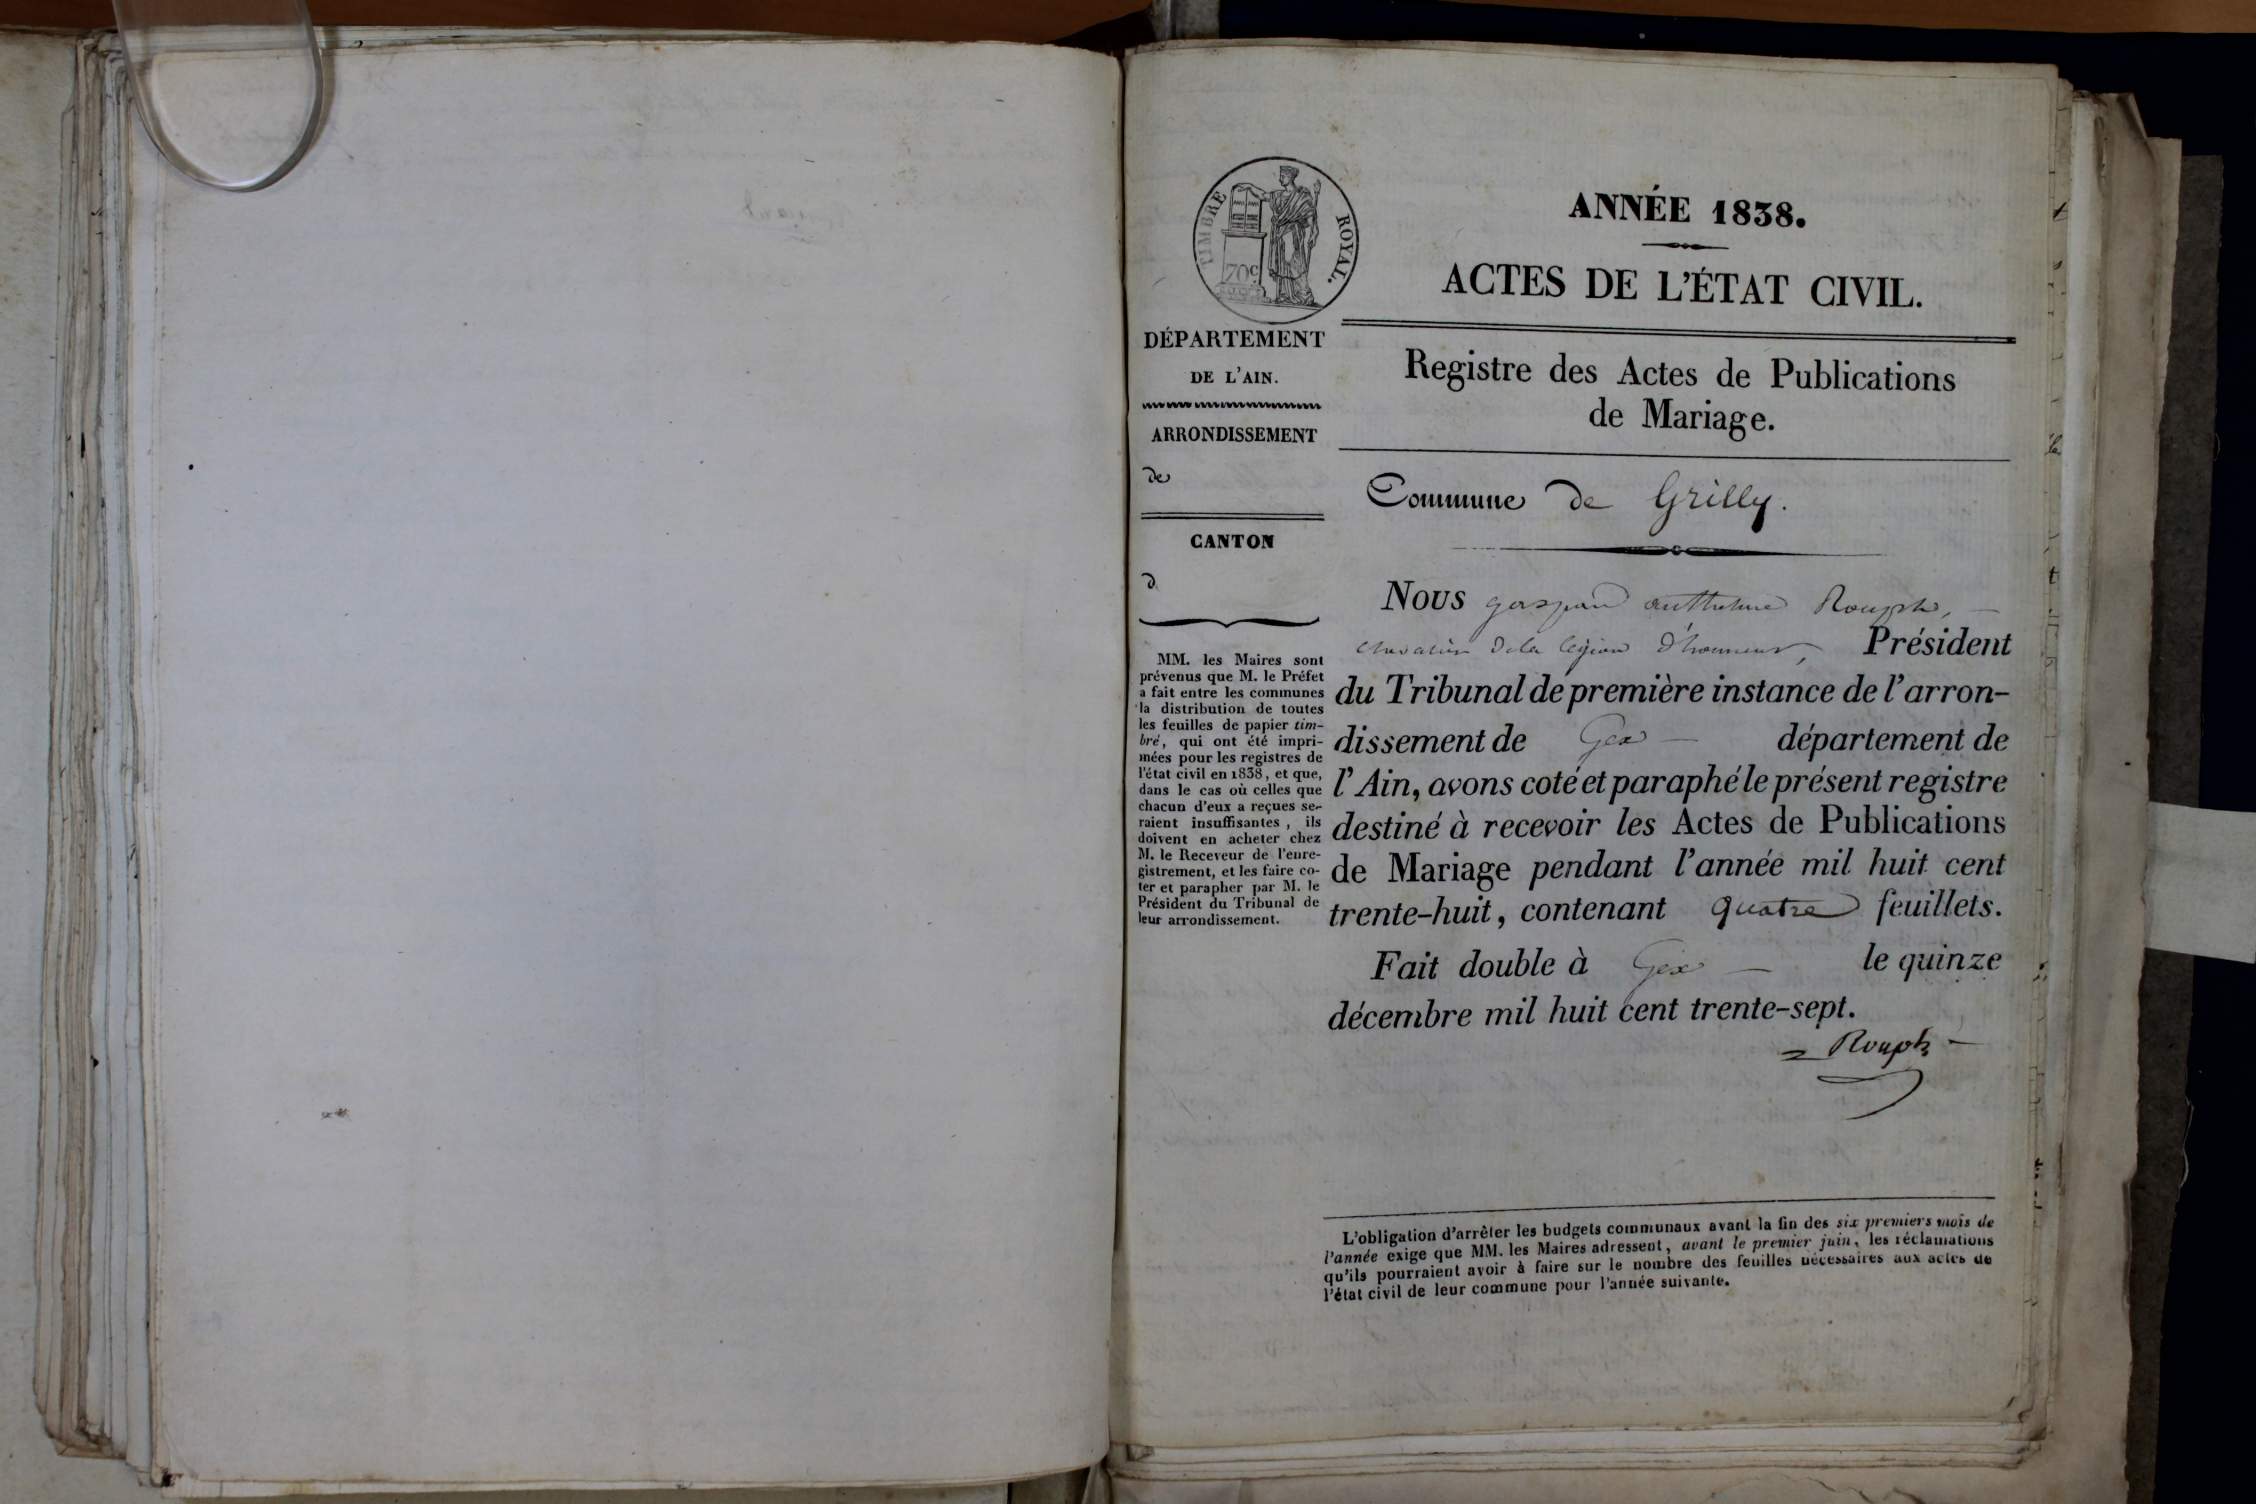 TIMBRE ROYAL.
70c.
ANNÉE 1838.
ACTES DE L'ÉTAT CIVIL.
DÉPARTEMENT
DE L'AIN.
ARRONDISSEMENT
de
CANTON
d
MM. les Maires sont
prévenus que M. le Préfet
a fait entre les communes
la distribution de toutes
les feuilles de papier tim-
bré, qui ont été impri-
mées pour les registres de
l'état civil en 1838, et que,
dans le cas où celles que
chacun d'eux a reçues se-
raient insuffisantes, ils
doivent en acheter chez
M. le Receveur de l'enre-
gistrement, et les faire co-
ter et parapher par M. le
Président du Tribunal de
leur arrondissement.
Registre des Actes de Publications
de Mariage.
Commune de Grilly.
Nous gaspard anthelme Rouph,
chevalier de la légion d'honneur, Président
du Tribunal de première instance de l'arron-
dissement de Gex département de
l'Ain, avons coté et paraphé le présent registre
destiné à recevoir les Actes de Publications
de Mariage pendant l'année mil huit cent
trente-huit, contenant quatre feuillets.
Fait double à Gex le quinze
décembre mil huit cent trente-sept.
Rouph
L'obligation d'arrêter les budgets communaux avant la fin des six premiers mois de
l'année exige que MM. les Maires adressent, avant le premier juin, les réclamations
qu'ils pourraient avoir à faire sur le nombre des feuilles nécessaires aux actes de
l'état civil de leur commune pour l'année suivante.